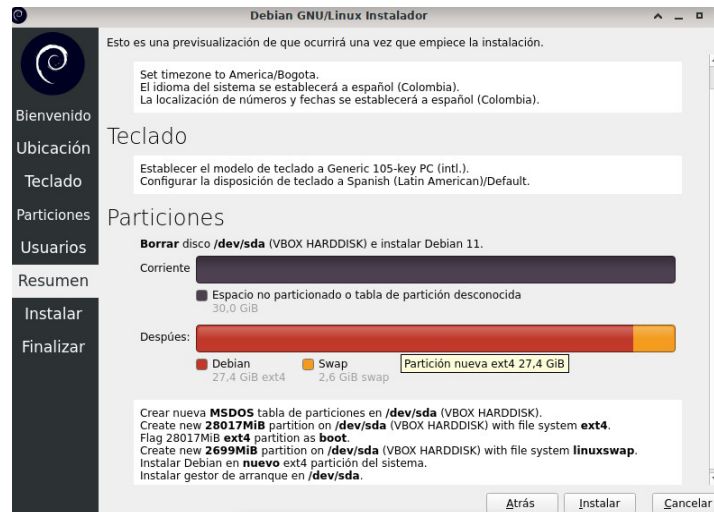 Debian GNU/Linux Instalador
Esto es una previsualización de que ocurrirá una vez que empiece la instalación.
Set timezone to America/Bogota.
El idioma del sistema se establecerá a español (Colombia).
La localización de números y fechas se establecerá a español (Colombia).
Bienvenido
Ubicación
Teclado
Particiones
Usuarios
Resumen
Instalar
Finalizar
Teclado
Establecer el modelo de teclado a Generic 105-key PC (intl.).
Configurar la disposición de teclado a Spanish (Latin American)/Default.
Particiones
Borrar disco /dev/sda (VBOX HARDDISK) e instalar Debian 11.
Corriente
Espacio no particionado o tabla de partición desconocida
30,0 GiB
Despúes:
Debian
27,4 GiB ext4
Swap
2,6 GiB swap
Partición nueva ext4 27,4 GiB
Crear nueva MSDOS tabla de particiones en /dev/sda (VBOX HARDDISK).
Create new 28017MiB partition on /dev/sda (VBOX HARDDISK) with file system ext4.
Flag 28017MiB ext4 partition as boot.
Create new 2699MiB partition on /dev/sda (VBOX HARDDISK) with file system linuxswap.
Instalar Debian en nuevo ext4 partición del sistema.
Instalar gestor de arranque en /dev/sda.
Atrás
Instalar
Cancelar